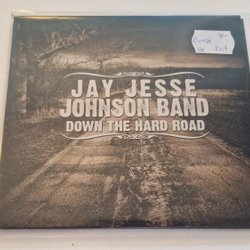 JAY JESSE
JOHNSON BAND
DOWN THE HARD ROAD